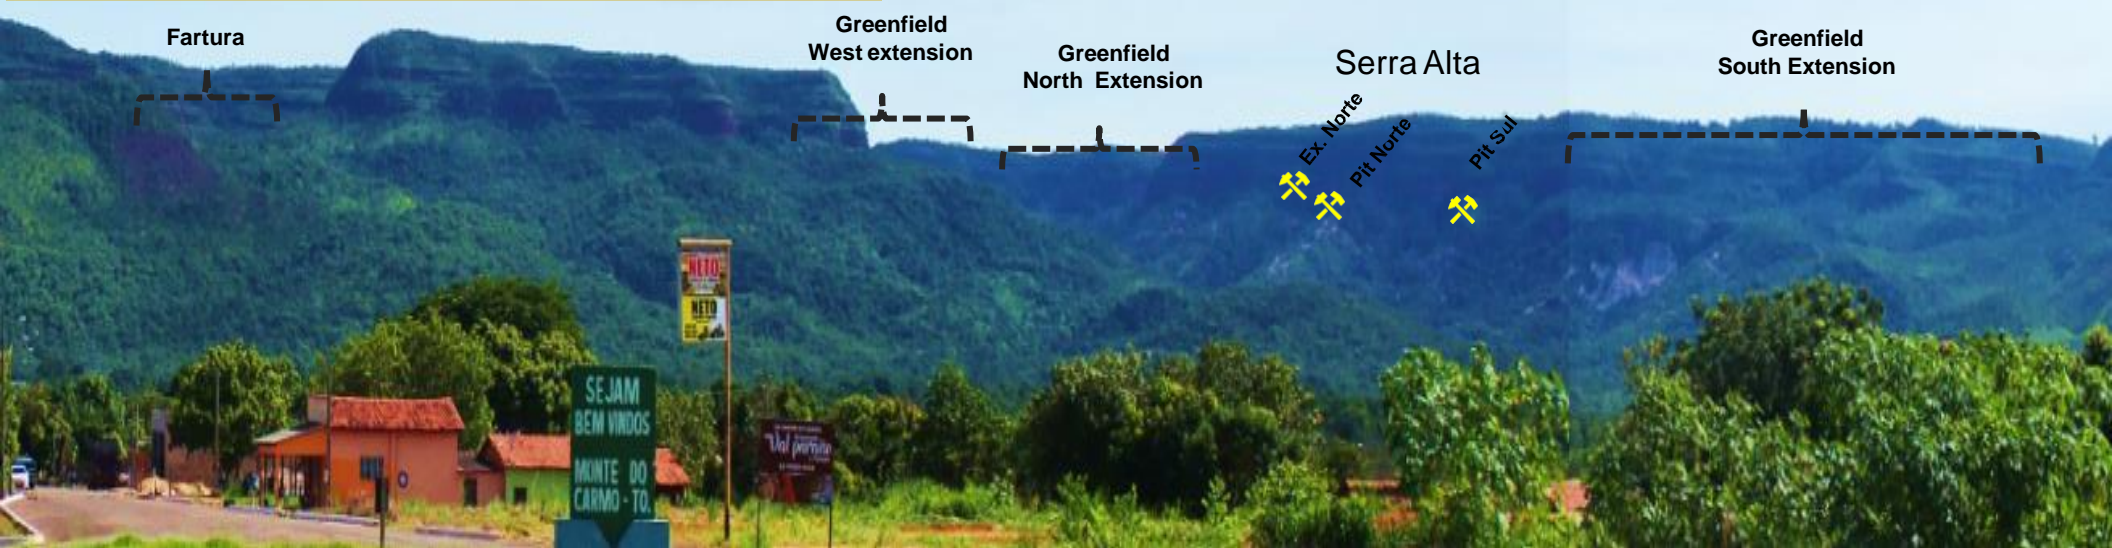 Fartura
Greenfield
West extension
Greenfield
North Extension
Serra Alta
Ex. Norte
Pit Norte
Pit Sul
Greenfield
South Extension
NETO
NETO
SEJAM
BEM VINDOS
MONTE DO
CARMO - TO.
Val paraiso